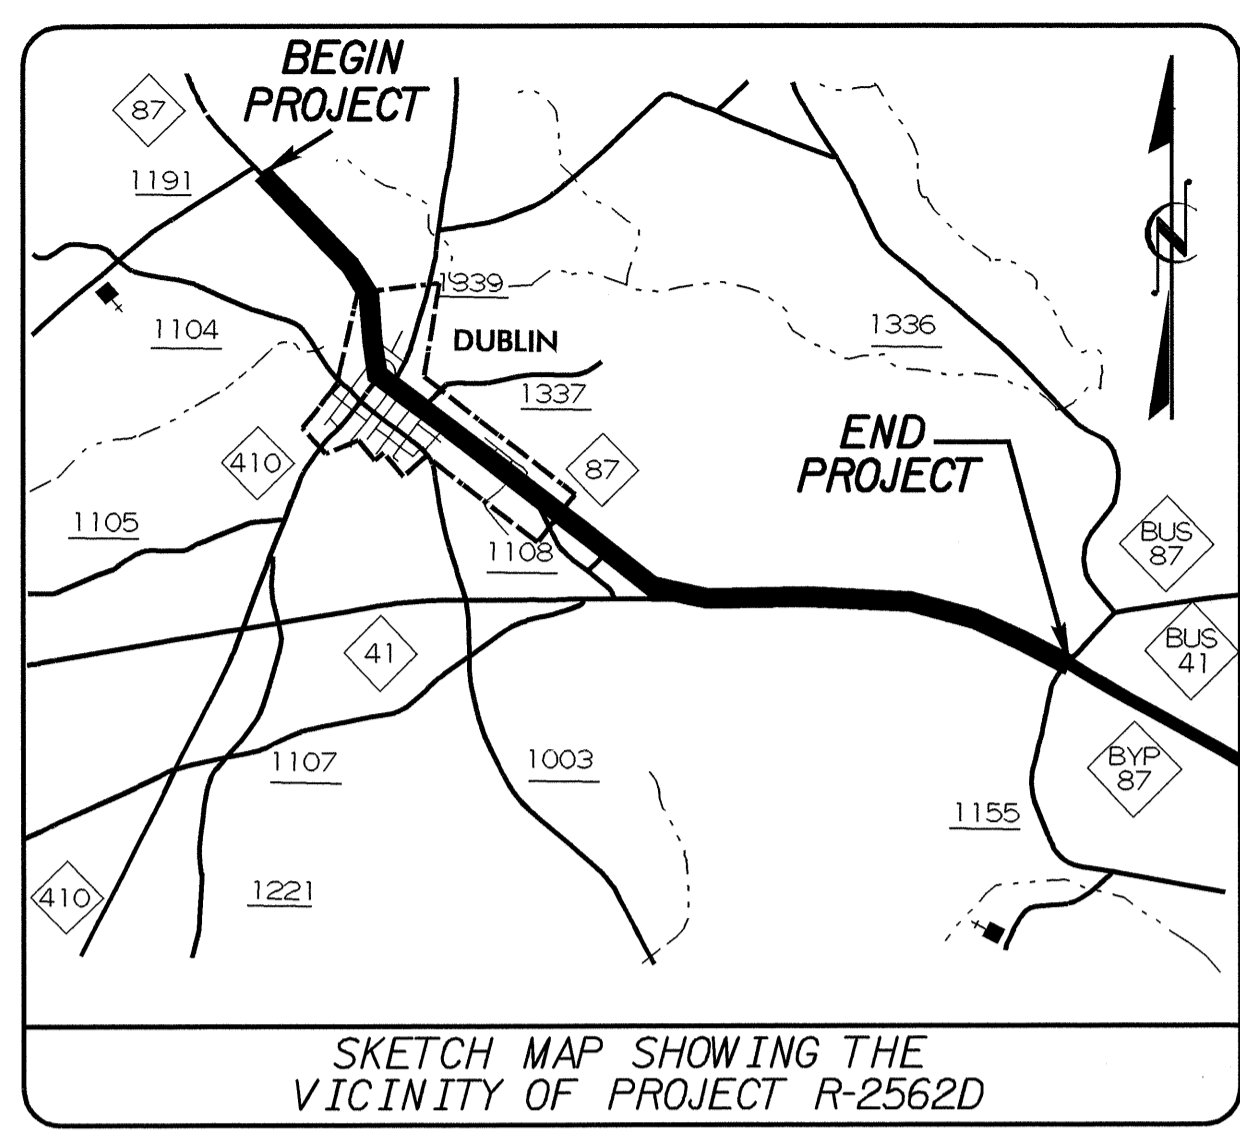 BEGIN
PROJECT
87
1191
1339
1104
DUBLIN
1336
1337
END
PROJECT
410
87
1105
1108
BUS
87
BUS
41
41
1107
1003
BYP
87
1155
410
1221
N
SKETCH MAP SHOWING THE
VICINITY OF PROJECT R-2562D